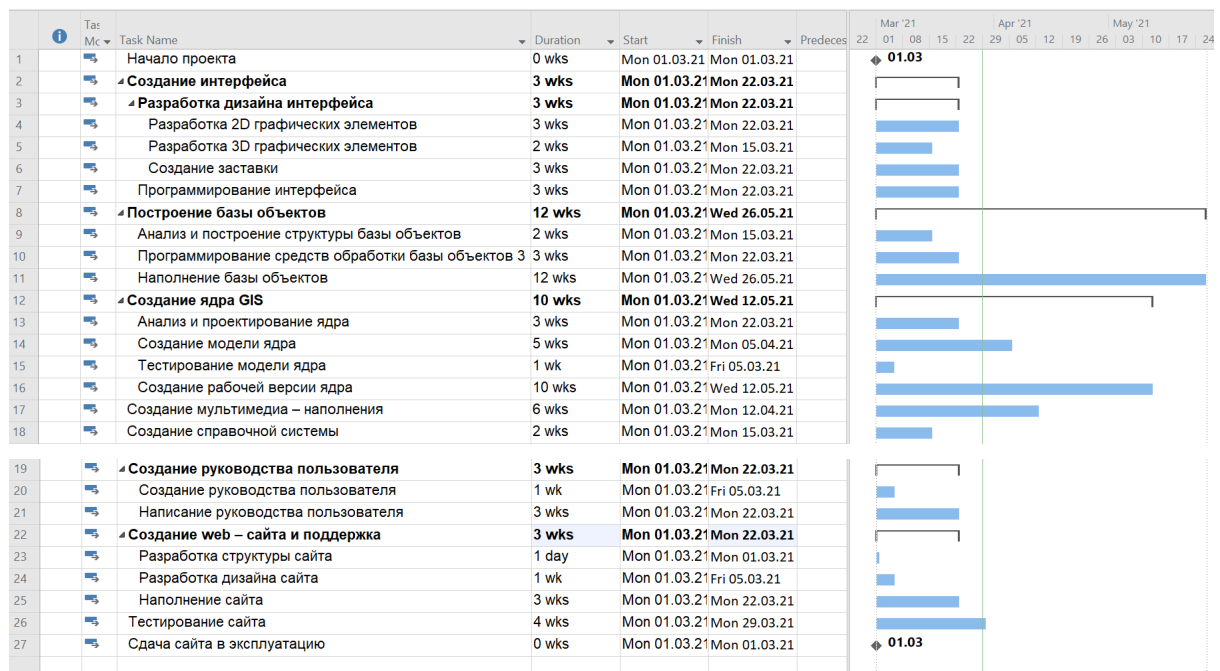 Tas Mar '21 Apr '21 May '21
Mc Task Name Duration Start Finish Predeces 22 01 08 15 22 29 05 12 19 26 03 10 17 24
1 Начало проекта 0 wks Mon 01.03.21 Mon 01.03.21 01.03
2 Создание интерфейса 3 wks Mon 01.03.21 Mon 22.03.21
3 Разработка дизайна интерфейса 3 wks Mon 01.03.21 Mon 22.03.21
4 Разработка 2D графических элементов 3 wks Mon 01.03.21 Mon 22.03.21
5 Разработка 3D графических элементов 2 wks Mon 01.03.21 Mon 15.03.21
6 Создание заставки 3 wks Mon 01.03.21 Mon 22.03.21
7 Программирование интерфейса 3 wks Mon 01.03.21 Mon 22.03.21
8 Построение базы объектов 12 wks Mon 01.03.21 Wed 26.05.21
9 Анализ и построение структуры базы объектов 2 wks Mon 01.03.21 Mon 15.03.21
10 Программирование средств обработки базы объектов 3 3 wks Mon 01.03.21 Mon 22.03.21
11 Наполнение базы объектов 12 wks Mon 01.03.21 Wed 26.05.21
12 Создание ядра GIS 10 wks Mon 01.03.21 Wed 12.05.21
13 Анализ и проектирование ядра 3 wks Mon 01.03.21 Mon 22.03.21
14 Создание модели ядра 5 wks Mon 01.03.21 Mon 05.04.21
15 Тестирование модели ядра 1 wk Mon 01.03.21 Fri 05.03.21
16 Создание рабочей версии ядра 10 wks Mon 01.03.21 Wed 12.05.21
17 Создание мультимедиа – наполнения 6 wks Mon 01.03.21 Mon 12.04.21
18 Создание справочной системы 2 wks Mon 01.03.21 Mon 15.03.21
19 Создание руководства пользователя 3 wks Mon 01.03.21 Mon 22.03.21
20 Создание руководства пользователя 1 wk Mon 01.03.21 Fri 05.03.21
21 Написание руководства пользователя 3 wks Mon 01.03.21 Mon 22.03.21
22 Создание web – сайта и поддержка 3 wks Mon 01.03.21 Mon 22.03.21
23 Разработка структуры сайта 1 day Mon 01.03.21 Mon 01.03.21
24 Разработка дизайна сайта 1 wk Mon 01.03.21 Fri 05.03.21
25 Наполнение сайта 3 wks Mon 01.03.21 Mon 22.03.21
26 Тестирование сайта 4 wks Mon 01.03.21 Mon 29.03.21
27 Сдача сайта в эксплуатацию 0 wks Mon 01.03.21 Mon 01.03.21 01.03